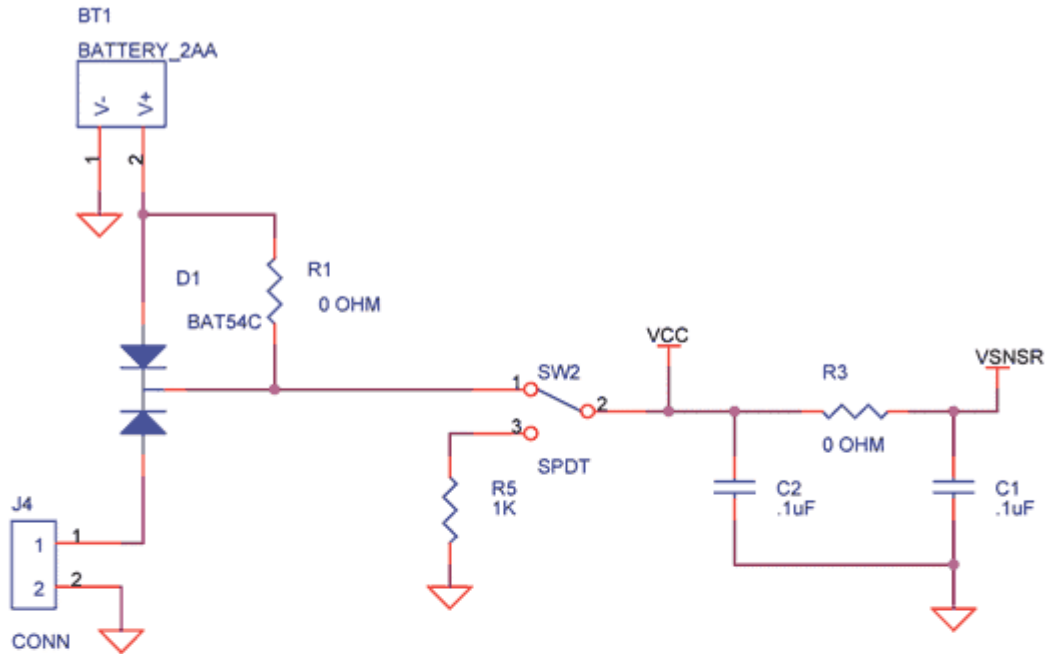 BT1
BATTERY_2AA
V-
V+
1
2
D1
BAT54C
R1
0 OHM
VCC
VSNSR
SW2
1
2
3
SPDT
R3
0 OHM
R5
1K
C2
.1uF
C1
.1uF
J4
1
1
2
2
CONN